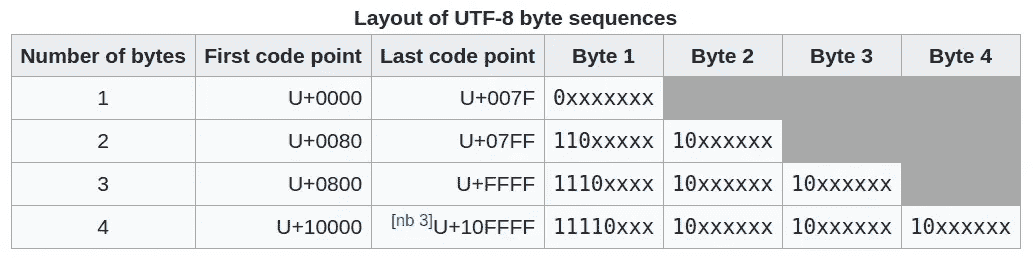 Layout of UTF-8 byte sequences
Number of bytes First code point Last code point Byte 1 Byte 2 Byte 3 Byte 4
1 U+0000 U+007F 0xxxxxxx
2 U+0080 U+07FF 110xxxxx 10xxxxxx
3 U+0800 U+FFFF 1110xxxx 10xxxxxx 10xxxxxx
4 U+10000 [nb 3]U+10FFFF 11110xxx 10xxxxxx 10xxxxxx 10xxxxxx